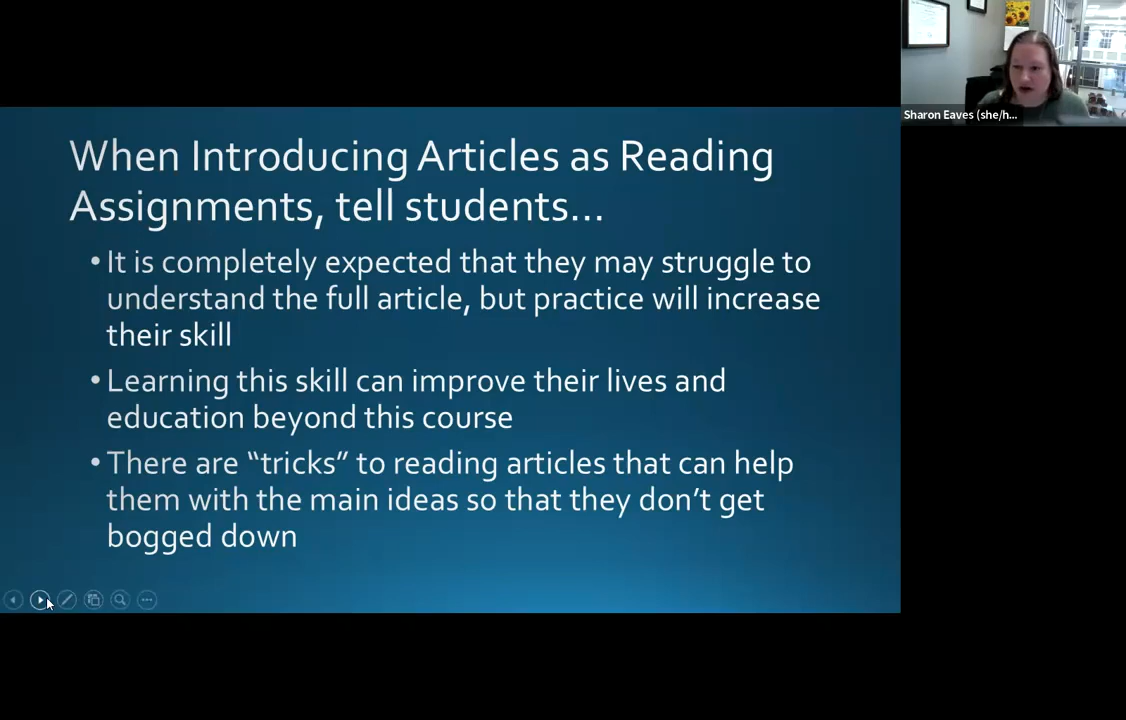 When Introducing Articles as Reading
Assignments, tell students...
• It is completely expected that they may struggle to
understand the full article, but practice will increase
their skill
• Learning this skill can improve their lives and
education beyond this course
• There are “tricks” to reading articles that can help
them with the main ideas so that they don’t get
bogged down
Sharon Eaves (she/h...